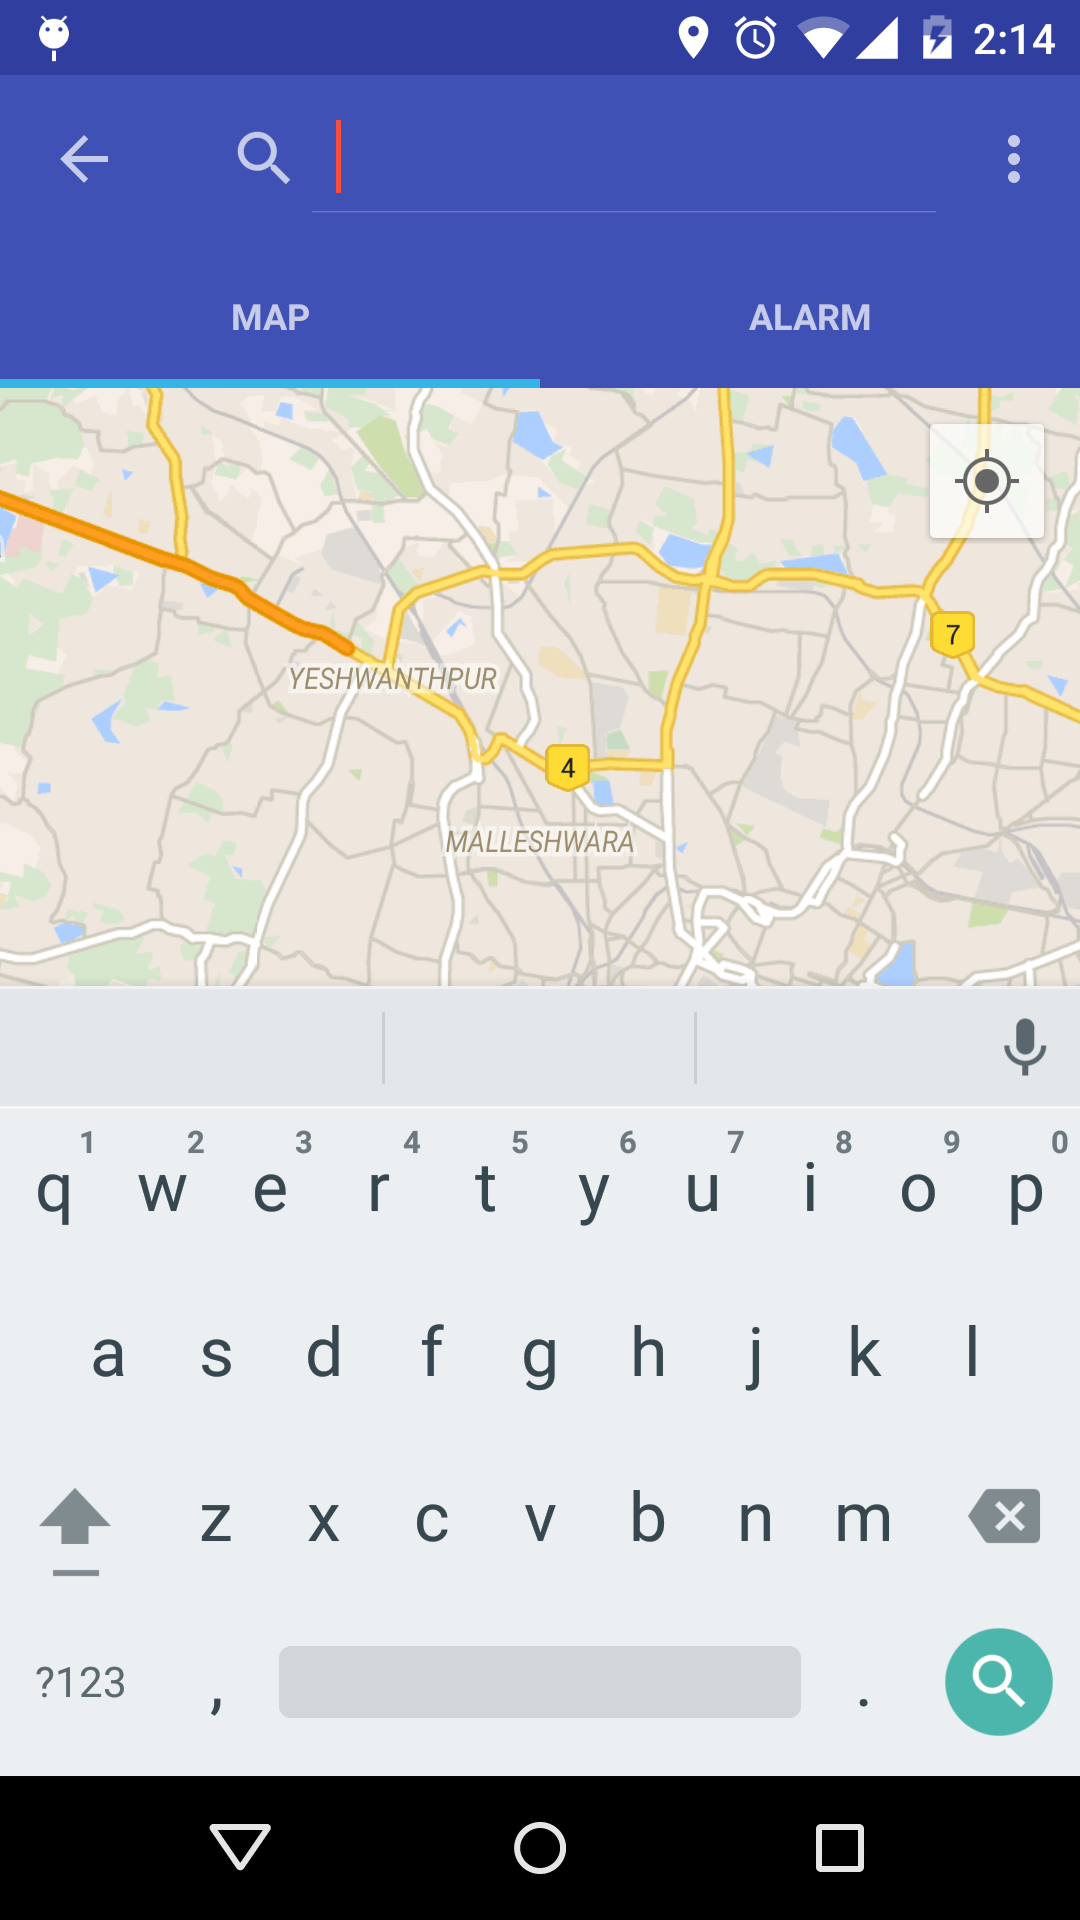 2:14
MAP ALARM
7
YESHWANTHPUR
4
MALLESHWARA
1 2 3 4 5 6 7 8 9 0
q w e r t y u i o p
a s d f g h j k l
z x c v b n m
?123 , .